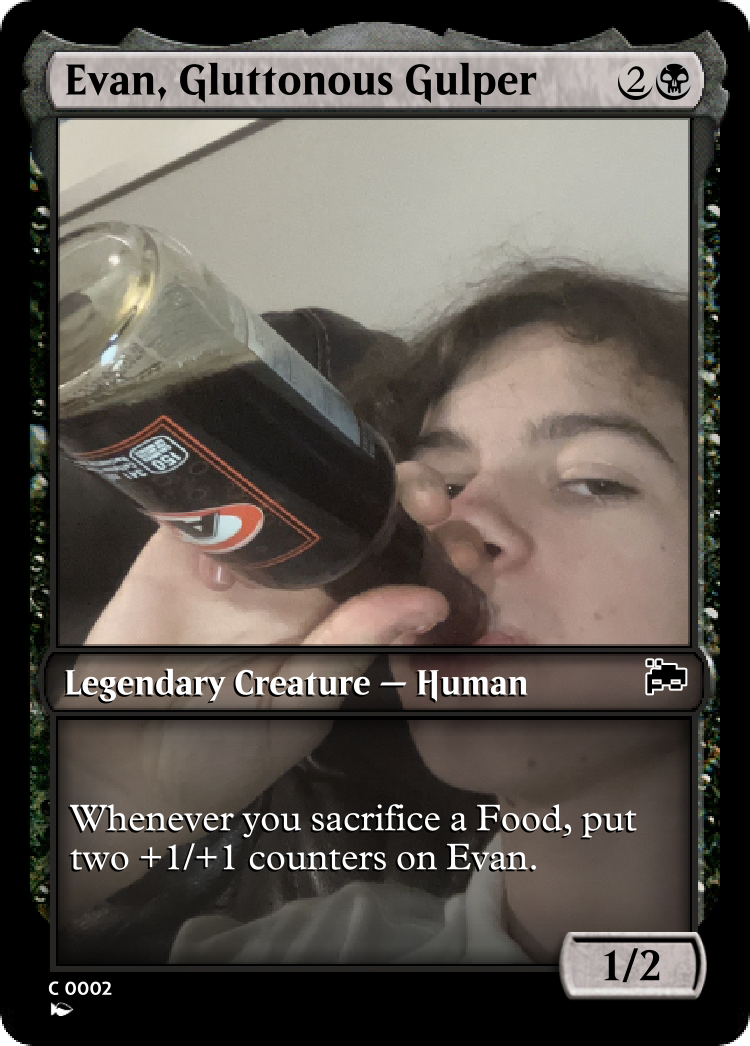 Evan, Gluttonous Gulper 2
150
A
Legendary Creature — Human
Whenever you sacrifice a Food, put
two +1/+1 counters on Evan.
1/2
C 0002